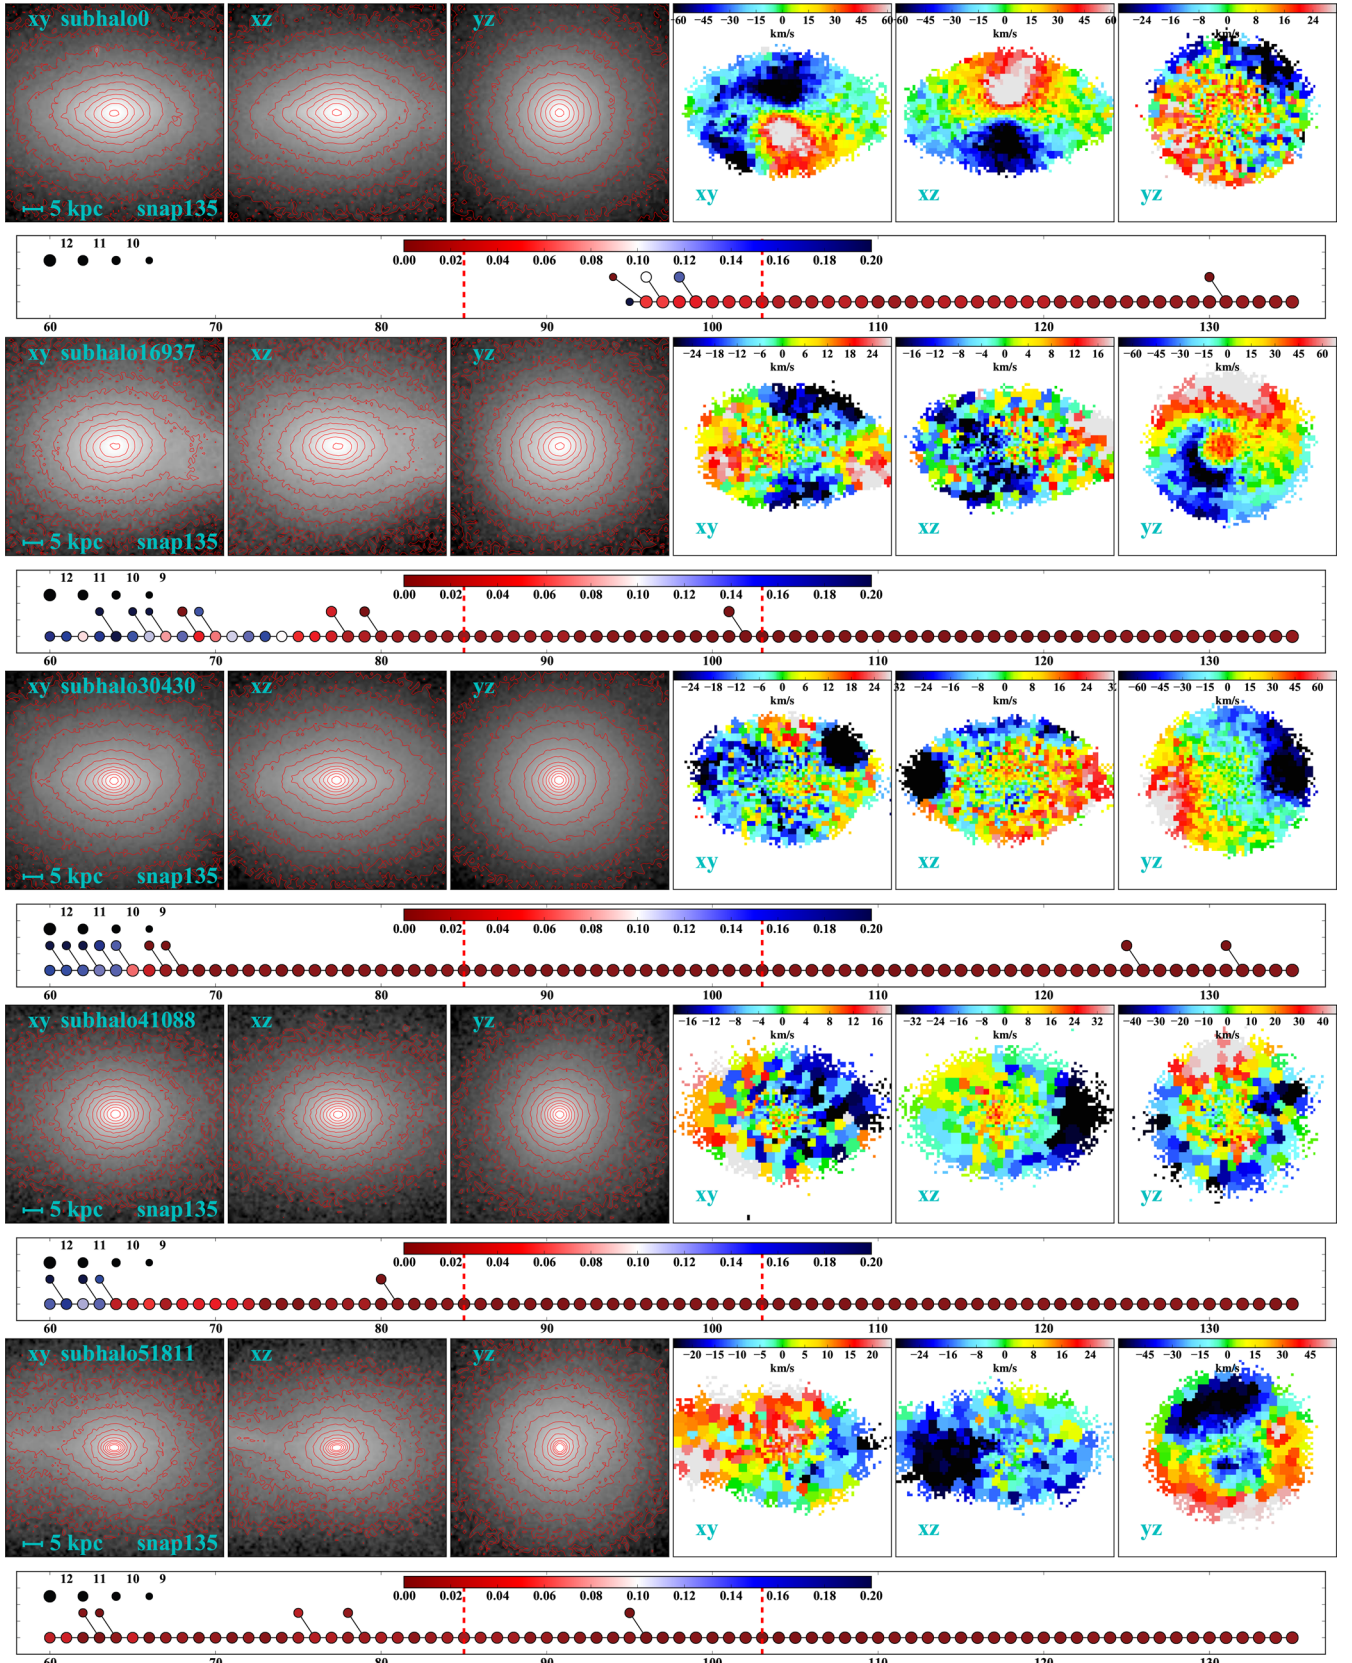 xy subhalo0 xz yz
−60 −45 −30 −15 0 15 30 45 60 −60 −45 −30 −15 0 15 30 45 60 −24 −16 −8 0 8 16 24
km/s km/s km/s
xy xz yz
5 kpc snap135
12 11 10
0.00 0.02 0.04 0.06 0.08 0.10 0.12 0.14 0.16 0.18 0.20
60 70 80 90 100 110 120 130
xy subhalo16937 xz yz
−24 −18 −12 −6 0 6 12 18 24 −16 −12 −8 −4 0 4 8 12 16 −60 −45 −30 −15 0 15 30 45 60
km/s km/s km/s
xy xz yz
5 kpc snap135
12 11 10 9
0.00 0.02 0.04 0.06 0.08 0.10 0.12 0.14 0.16 0.18 0.20
60 70 80 90 100 110 120 130
xy subhalo30430 xz yz
−24 −18 −12 −6 0 6 12 18 24 32 −24 −16 −8 0 8 16 24 −60 −45 −30 −15 0 15 30 45 60
km/s km/s km/s
xy xz yz
5 kpc snap135
12 11 10 9
0.00 0.02 0.04 0.06 0.08 0.10 0.12 0.14 0.16 0.18 0.20
60 70 80 90 100 110 120 130
xy subhalo41088 xz yz
−16 −12 −8 −4 0 4 8 12 16 −32 −24 −16 −8 0 8 16 24 32 −40 −30 −20 −10 0 10 20 30 40
km/s km/s km/s
xy xz yz
5 kpc snap135
12 11 10 9
0.00 0.02 0.04 0.06 0.08 0.10 0.12 0.14 0.16 0.18 0.20
60 70 80 90 100 110 120 130
xy subhalo51811 xz yz
−20 −15 −10 −5 0 5 10 15 20 −24 −16 −8 0 8 16 24 −45 −30 −15 0 15 30 45
km/s km/s km/s
xy xz yz
5 kpc snap135
12 11 10 9
0.00 0.02 0.04 0.06 0.08 0.10 0.12 0.14 0.16 0.18 0.20
60 70 80 90 100 110 120 130